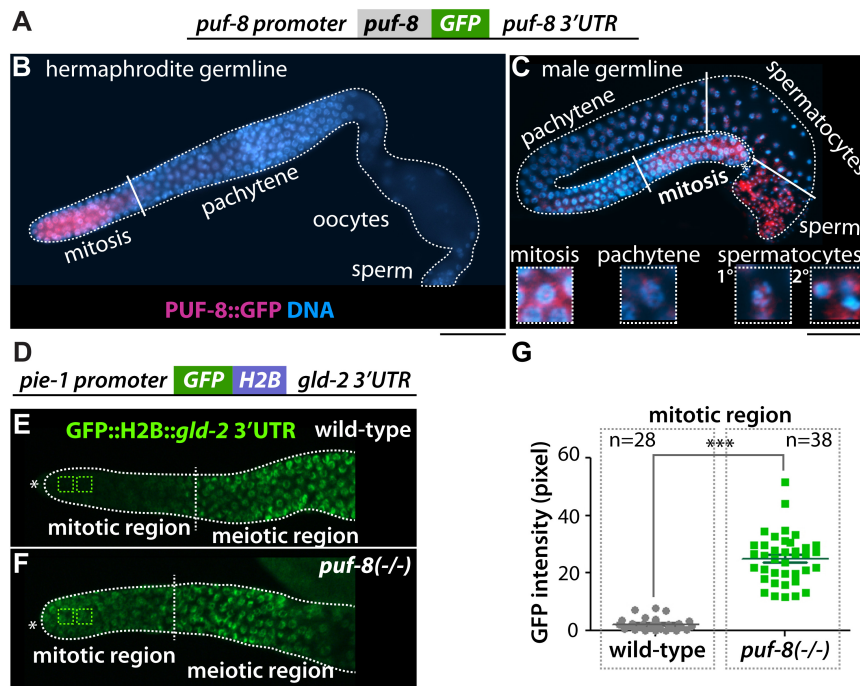 A
puf-8 promoter puf-8 GFP puf-8 3’UTR
B hermaphrodite germline
mitosis
pachytene
oocytes
sperm
PUF-8::GFP DNA
C male germline
pachytene
spermatocytes
mitosis
*
sperm
mitosis pachytene spermatocytes
1° 2°
D
pie-1 promoter GFP H2B gld-2 3’UTR
E GFP::H2B::gld-2 3’UTR wild-type
*
mitotic region meiotic region
F puf-8(-/-)
*
mitotic region meiotic region
G
mitotic region
n=28 *** n=38
GFP intensity (pixel)
60
40
20
0
wild-type puf-8(-/-)